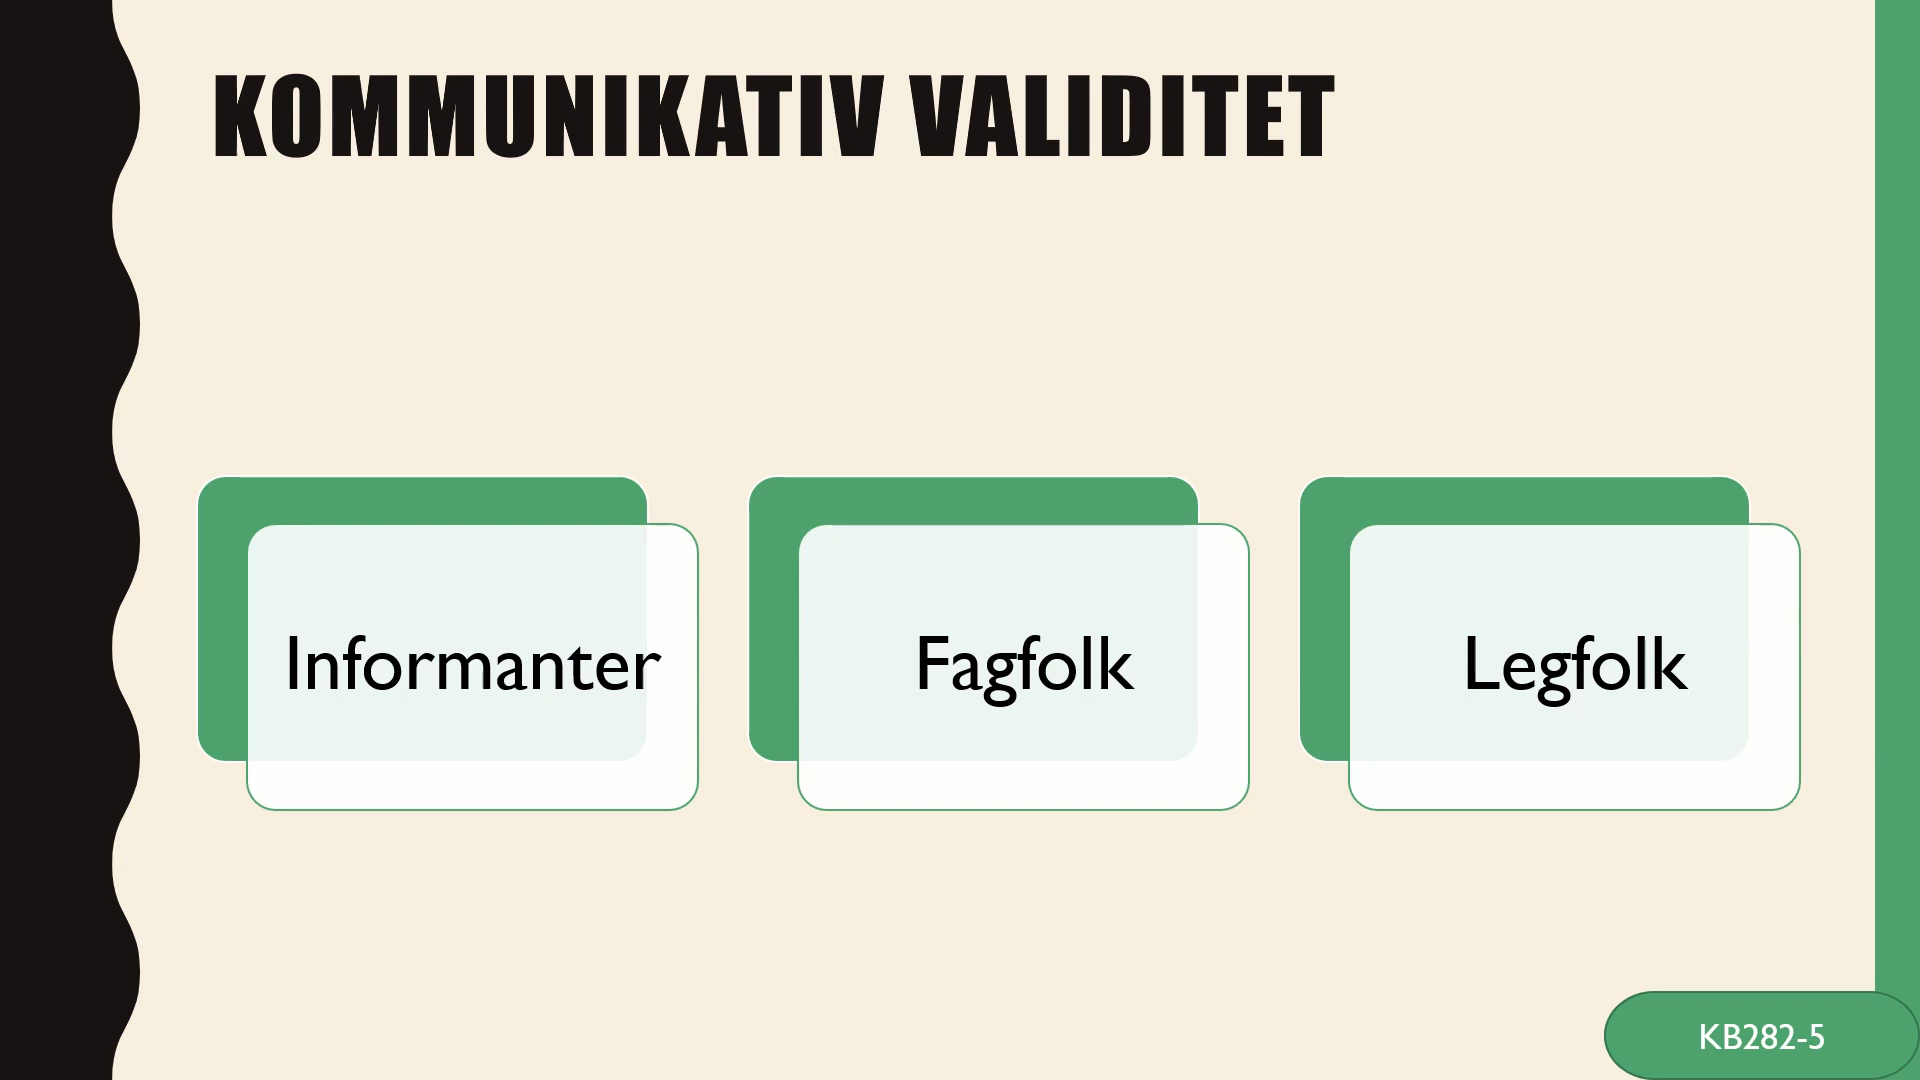 KOMMUNIKATIV VALIDITET
Informanter
Fagfolk
Legfolk
KB282-5